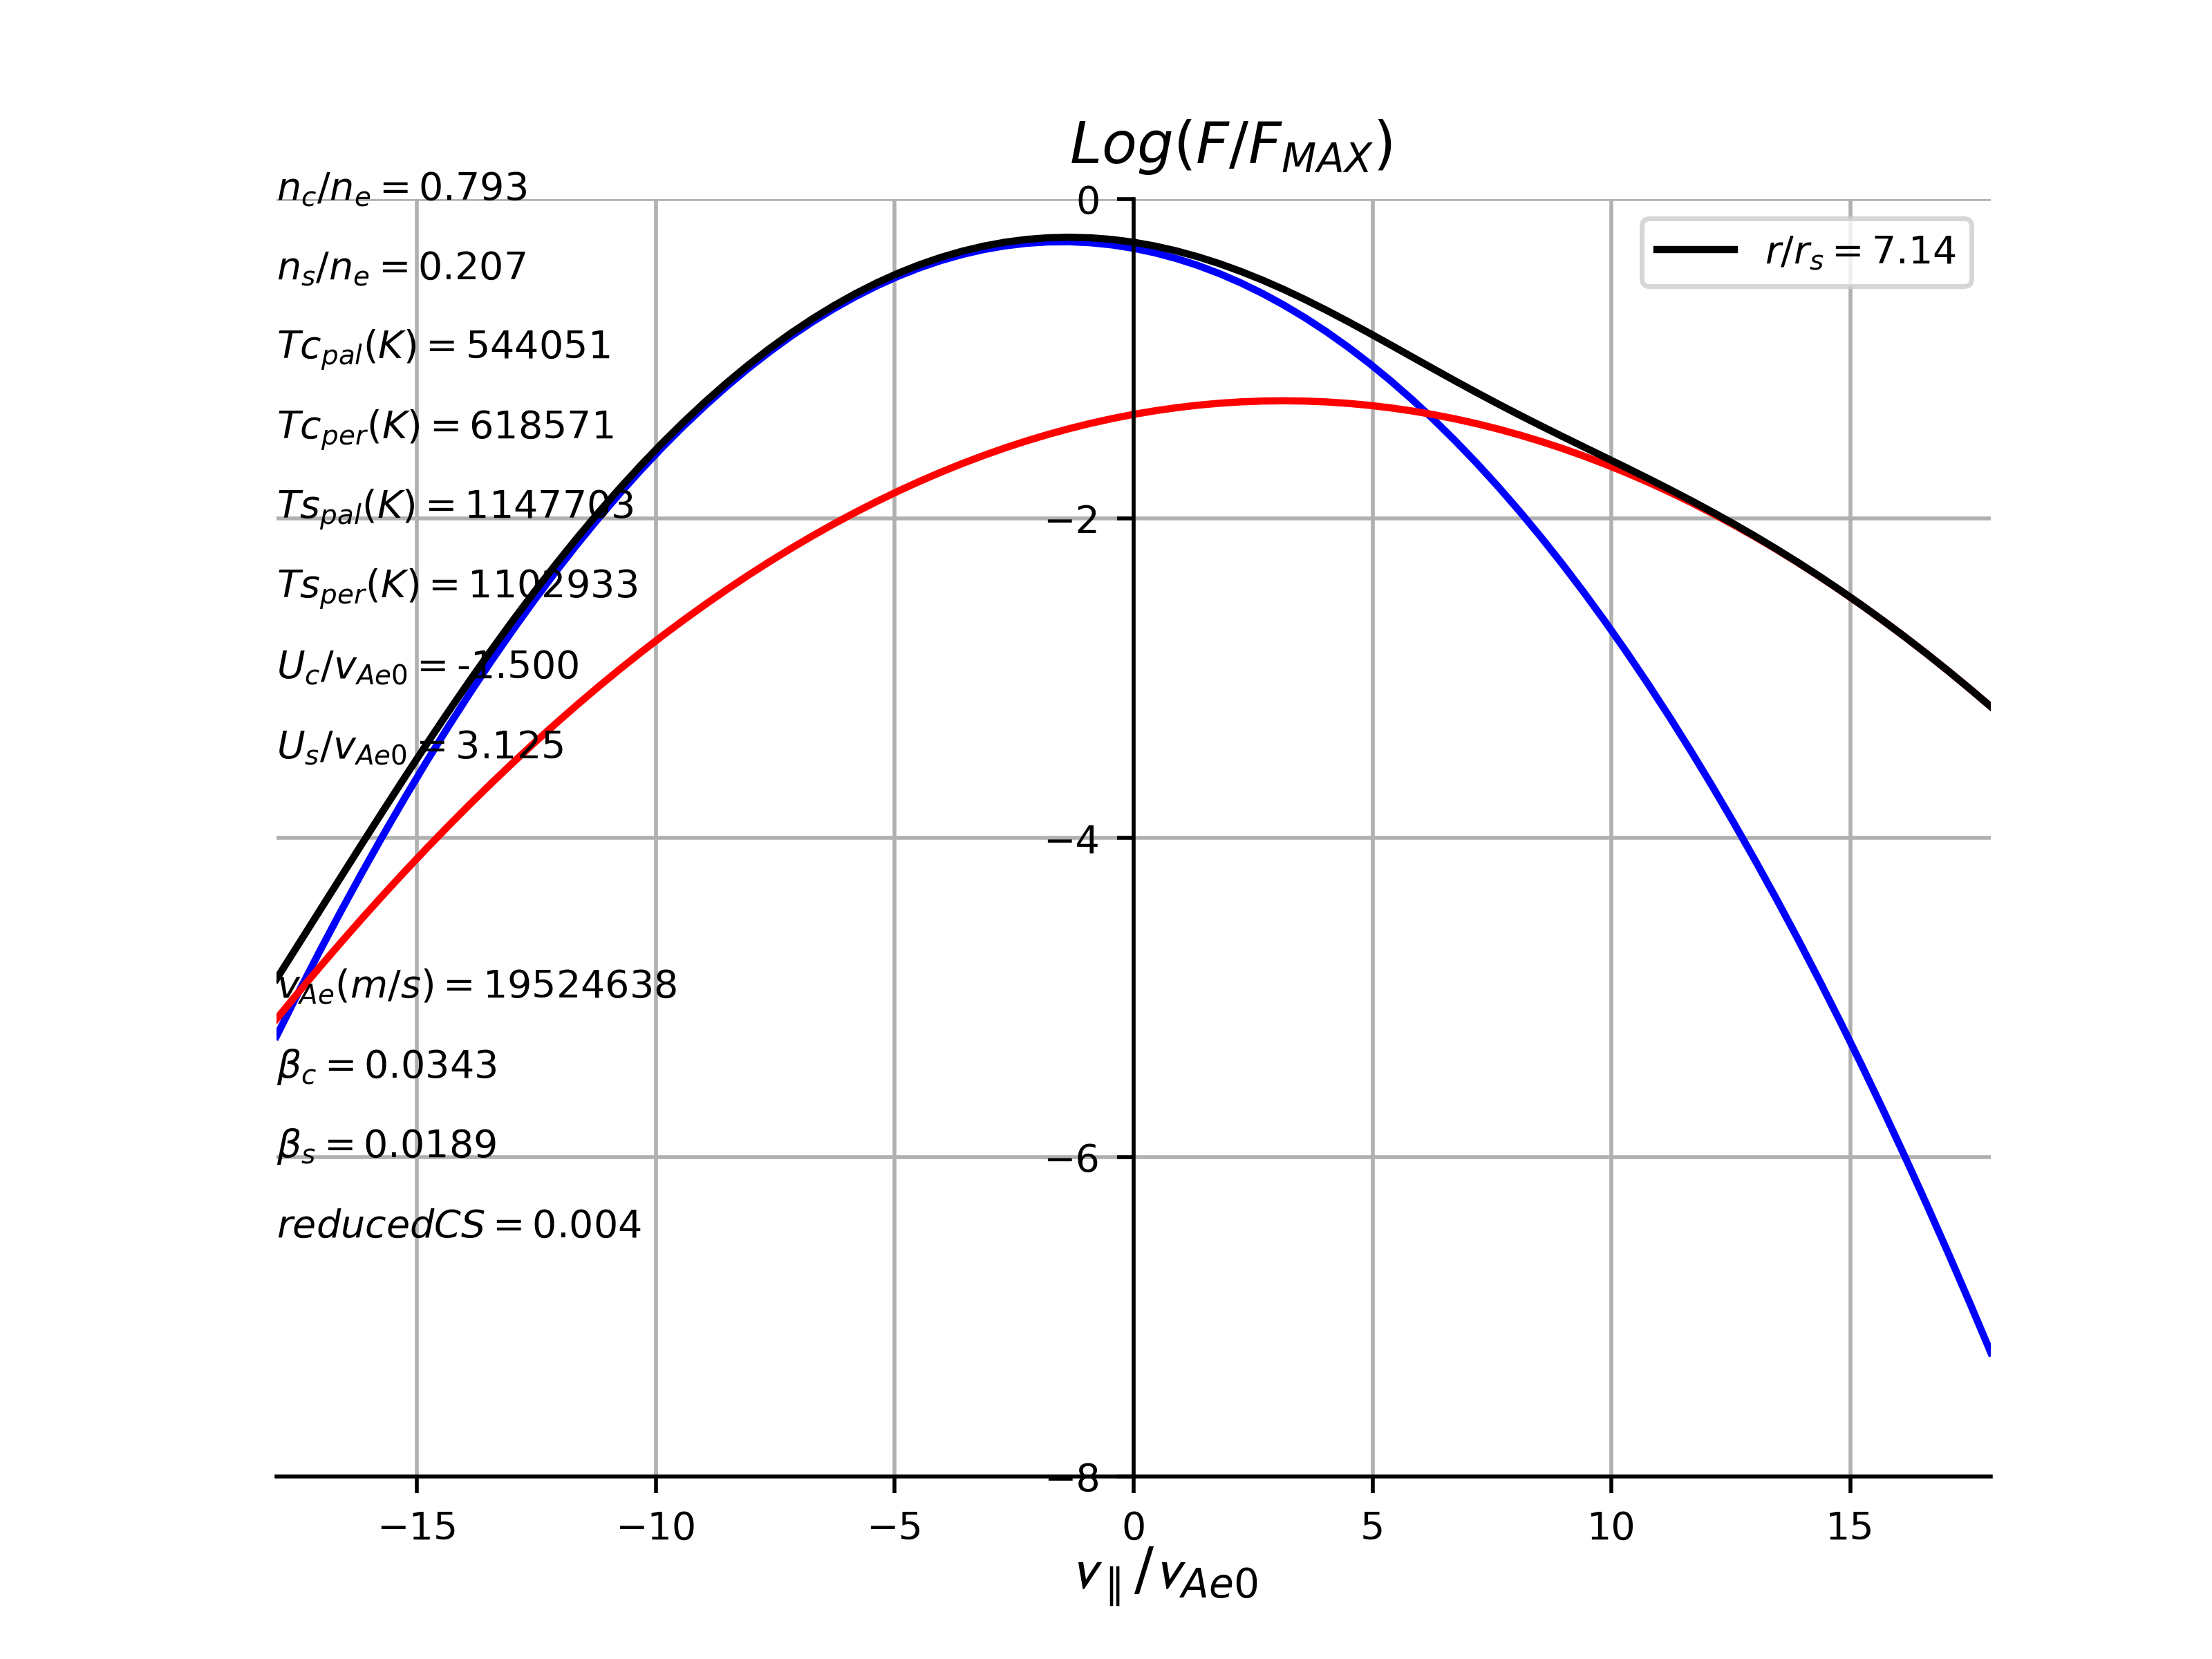 Log(F/F_MAX)
n_c/n_e = 0.793
0
r/r_s = 7.14
n_s/n_e = 0.207
Tc_pal(K) = 544051
Tc_per(K) = 618571
Ts_pal(K) = 1147703
−2
Ts_per(K) = 1102933
U_c/v_Ae0 = -1.500
U_s/v_Ae0 = 3.125
−4
v_Ae(m/s) = 19524638
β_c = 0.0343
β_s = 0.0189
−6
reducedCS = 0.004
−8
−15 −10 −5 0 5 10 15
v_∥/v_Ae0